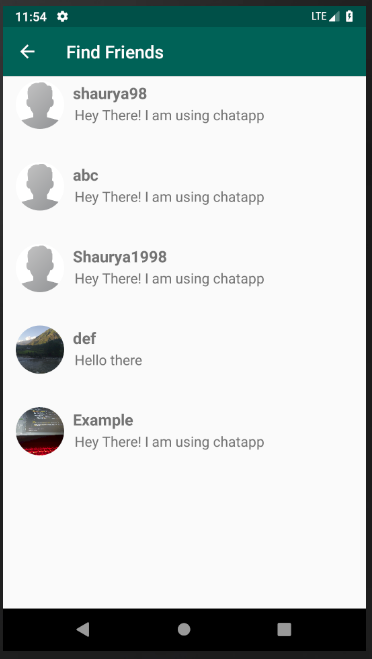 11:54 LTE
Find Friends
shaurya98
Hey There! I am using chatapp
abc
Hey There! I am using chatapp
Shaurya1998
Hey There! I am using chatapp
def
Hello there
Example
Hey There! I am using chatapp